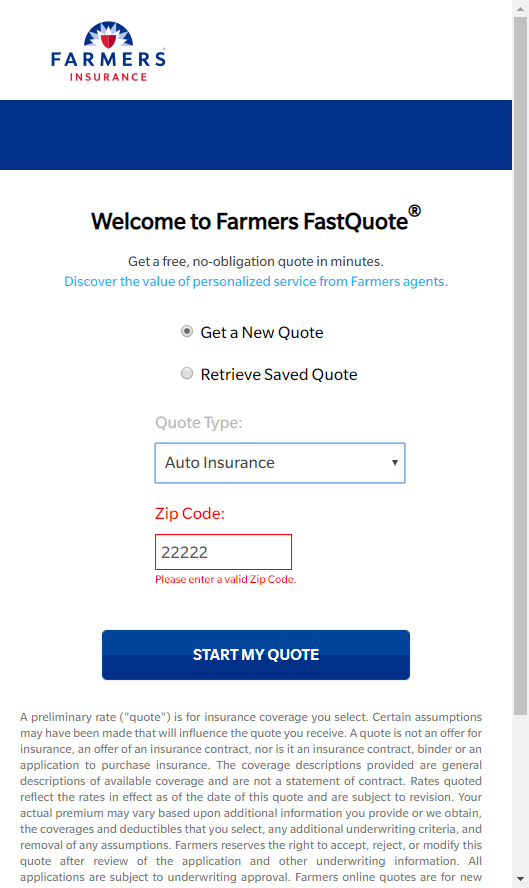 FARMERS
INSURANCE
Welcome to Farmers FastQuote®
Get a free, no-obligation quote in minutes.
Discover the value of personalized service from Farmers agents.
Get a New Quote
Retrieve Saved Quote
Quote Type:
Auto Insurance
Zip Code:
22222
Please enter a valid Zip Code.
START MY QUOTE
A preliminary rate ("quote") is for insurance coverage you select. Certain assumptions
may have been made that will influence the quote you receive. A quote is not an offer for
insurance, an offer of an insurance contract, nor is it an insurance contract, binder or an
application to purchase insurance. The coverage descriptions provided are general
descriptions of available coverage and are not a statement of contract. Rates quoted
reflect the rates in effect as of the date of this quote and are subject to revision. Your
actual premium may vary based upon additional information you provide or we obtain,
the coverages and deductibles that you select, any additional underwriting criteria, and
removal of any assumptions. Farmers reserves the right to accept, reject, or modify this
quote after review of the application and other underwriting information. All
applications are subject to underwriting approval. Farmers online quotes are for new